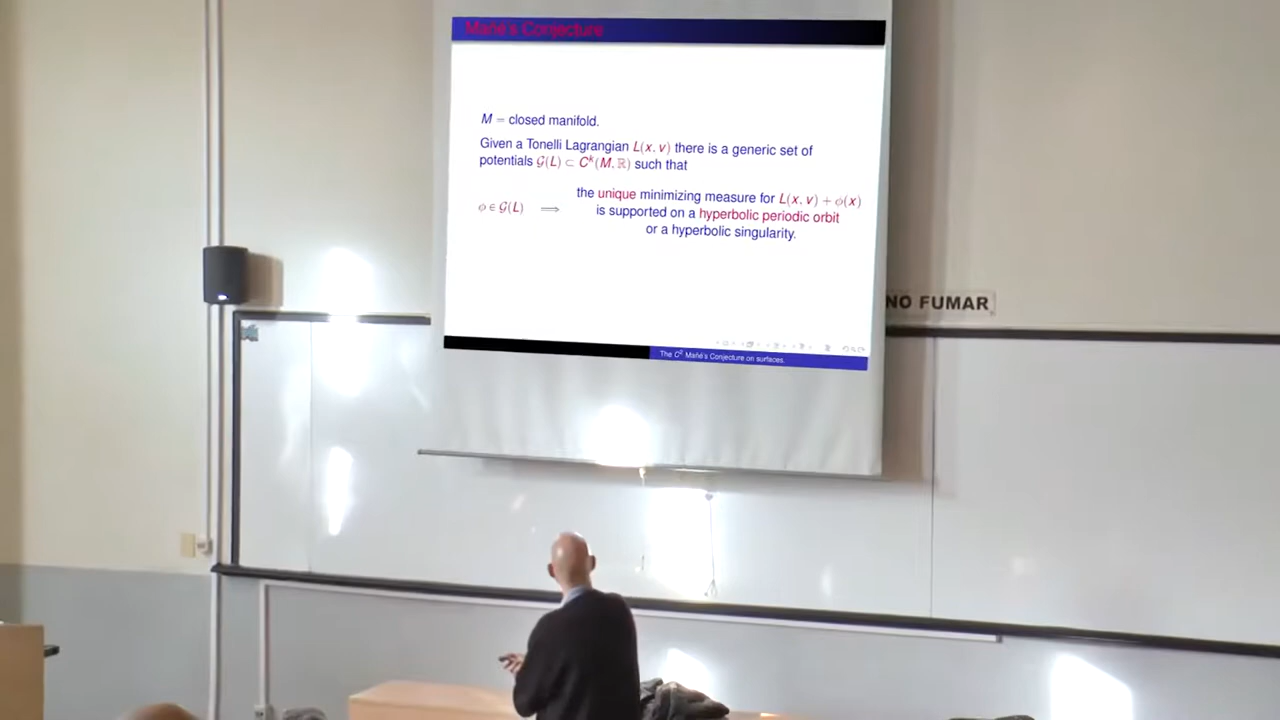 Mañé's Conjecture
M = closed manifold.
Given a Tonelli Lagrangian L(x, v) there is a generic set of
potentials 𝒢(L) ⊂ Cᵏ(M, ℝ) such that
the unique minimizing measure for L(x, v) + ϕ(x)
ϕ ∈ 𝒢(L) ⟹ is supported on a hyperbolic periodic orbit
or a hyperbolic singularity.
The C² Mañé's Conjecture on surfaces.
NO FUMAR